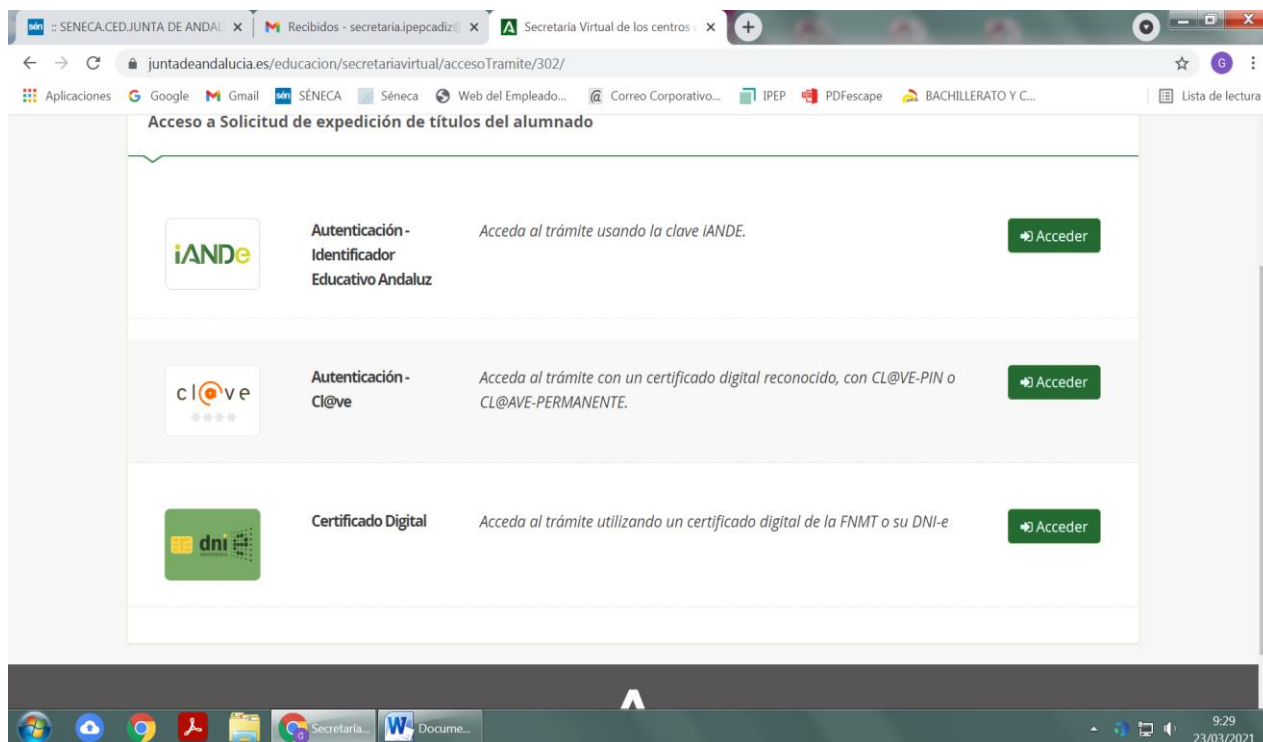 sén :: SENECA.CED.JUNTA DE ANDAL
Recibidos - secretaria.ipepcadiz@
Secretaría Virtual de los centros
juntadeandalucia.es/educacion/secretariavirtual/accesoTramite/302/
G
Aplicaciones
Google
Gmail
sén SÉNECA
Séneca
Web del Empleado...
Correo Corporativo...
IPEP
PDFescape
BACHILLERATO Y C...
Lista de lectura
Acceso a Solicitud de expedición de títulos del alumnado
iANDe
Autenticación -
Identificador
Educativo Andaluz
Acceda al trámite usando la clave iANDE.
Acceder
cl@ve
****
Autenticación -
Cl@ve
Acceda al trámite con un certificado digital reconocido, con CL@VE-PIN o
CL@AVE-PERMANENTE.
Acceder
dni
Certificado Digital
Acceda al trámite utilizando un certificado digital de la FNMT o su DNI-e
Acceder
Secretaría...
Docume...
9:29
23/03/2021